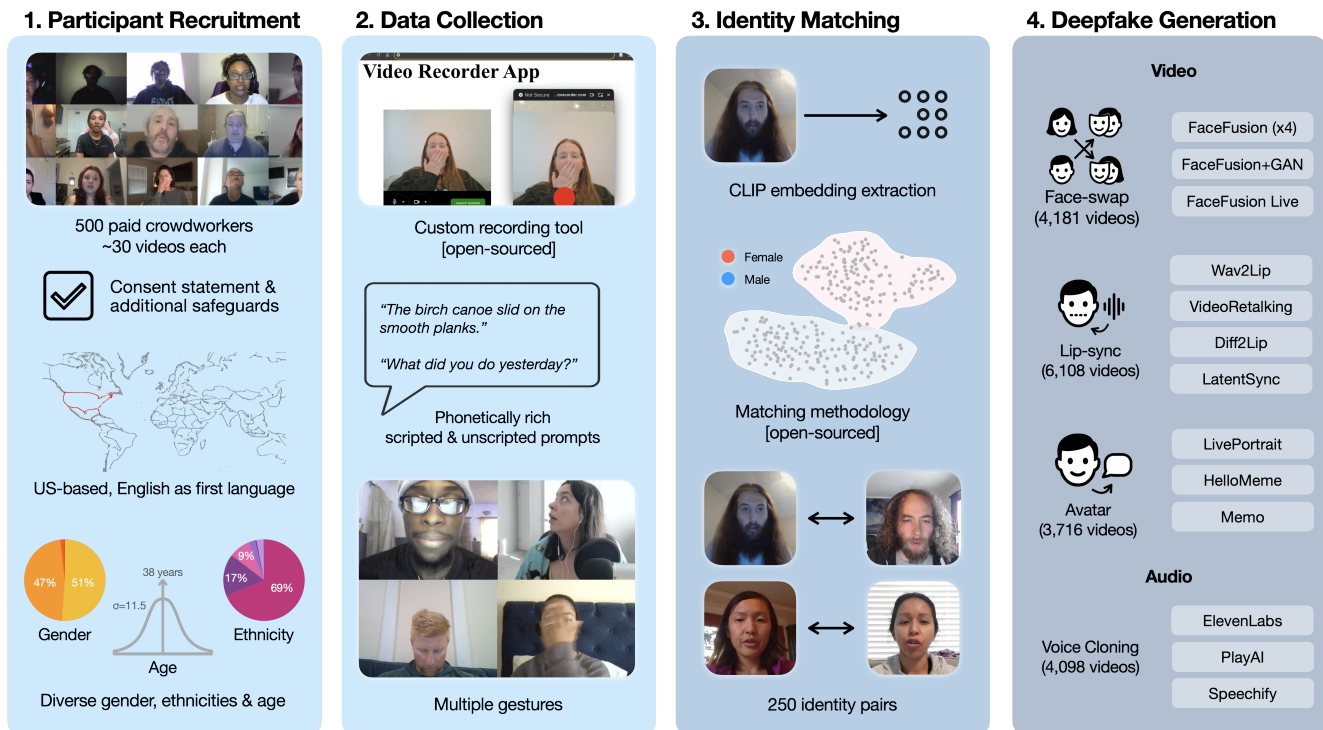 1. Participant Recruitment
500 paid crowdworkers
~30 videos each
Consent statement &
additional safeguards
US-based, English as first language
47%
51%
Gender
38 years
σ=11.5
Age
9%
17%
69%
Ethnicity
Diverse gender, ethnicities & age
2. Data Collection
Video Recorder App
Not Secure
Custom recording tool
[open-sourced]
“The birch canoe slid on the
smooth planks.”
“What did you do yesterday?”
Phonetically rich
scripted & unscripted prompts
Multiple gestures
3. Identity Matching
CLIP embedding extraction
Female
Male
Matching methodology
[open-sourced]
250 identity pairs
4. Deepfake Generation
Video
Face-swap
(4,181 videos)
FaceFusion (x4)
FaceFusion+GAN
FaceFusion Live
Lip-sync
(6,108 videos)
Wav2Lip
VideoRetalking
Diff2Lip
LatentSync
Avatar
(3,716 videos)
LivePortrait
HelloMeme
Memo
Audio
Voice Cloning
(4,098 videos)
ElevenLabs
PlayAI
Speechify